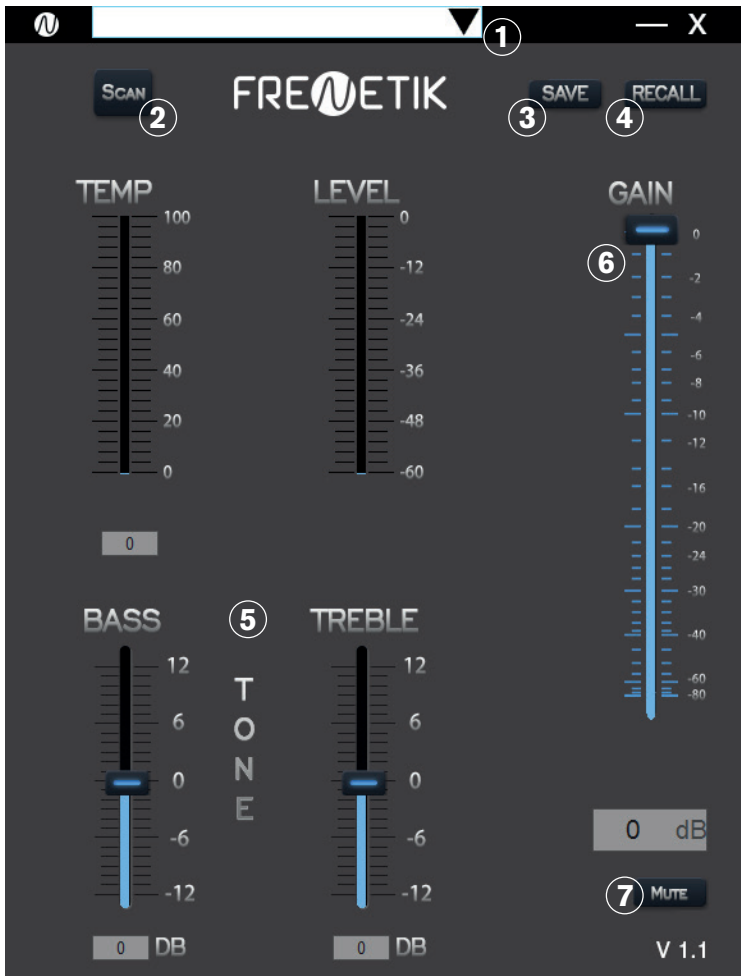 1
X
SCAN
2
FRENETIK
3
SAVE
4
RECALL
TEMP
100
80
60
40
20
0
0
LEVEL
0
-12
-24
-36
-48
-60
GAIN
6
0
-2
-4
-6
-8
-10
-12
-16
-20
-24
-30
-40
-60
-80
BASS
12
6
0
-6
-12
0 DB
5
TONE
TREBLE
12
6
0
-6
-12
0 DB
0 dB
7
MUTE
V 1.1